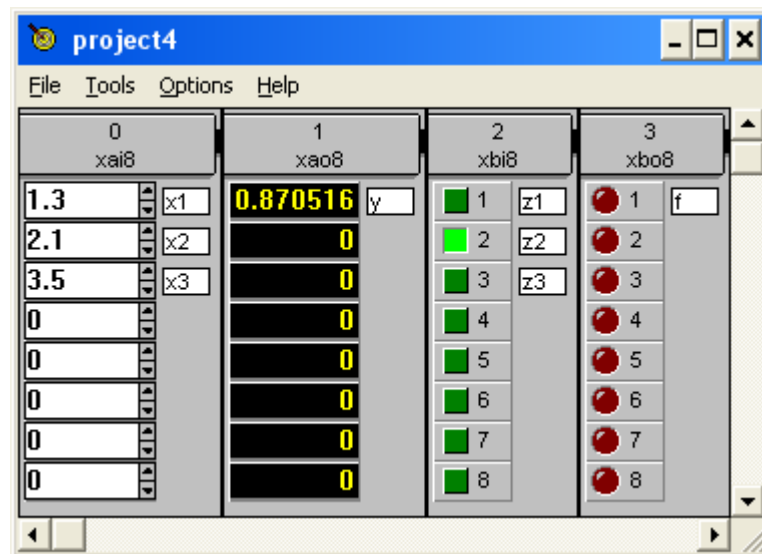 project4
File Tools Options Help
0 1 2 3
xai8 xao8 xbi8 xbo8
1.3 x1 0.870516 y 1 z1 1 f
2.1 x2 0 2 z2 2
3.5 x3 0 3 z3 3
0 0 4 4
0 0 5 5
0 0 6 6
0 0 7 7
0 0 8 8